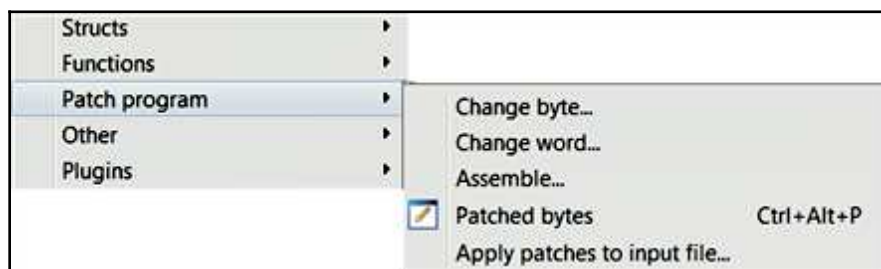 Structs
Functions
Patch program
Other
Plugins
Change byte...
Change word...
Assemble...
Patched bytes Ctrl+Alt+P
Apply patches to input file...